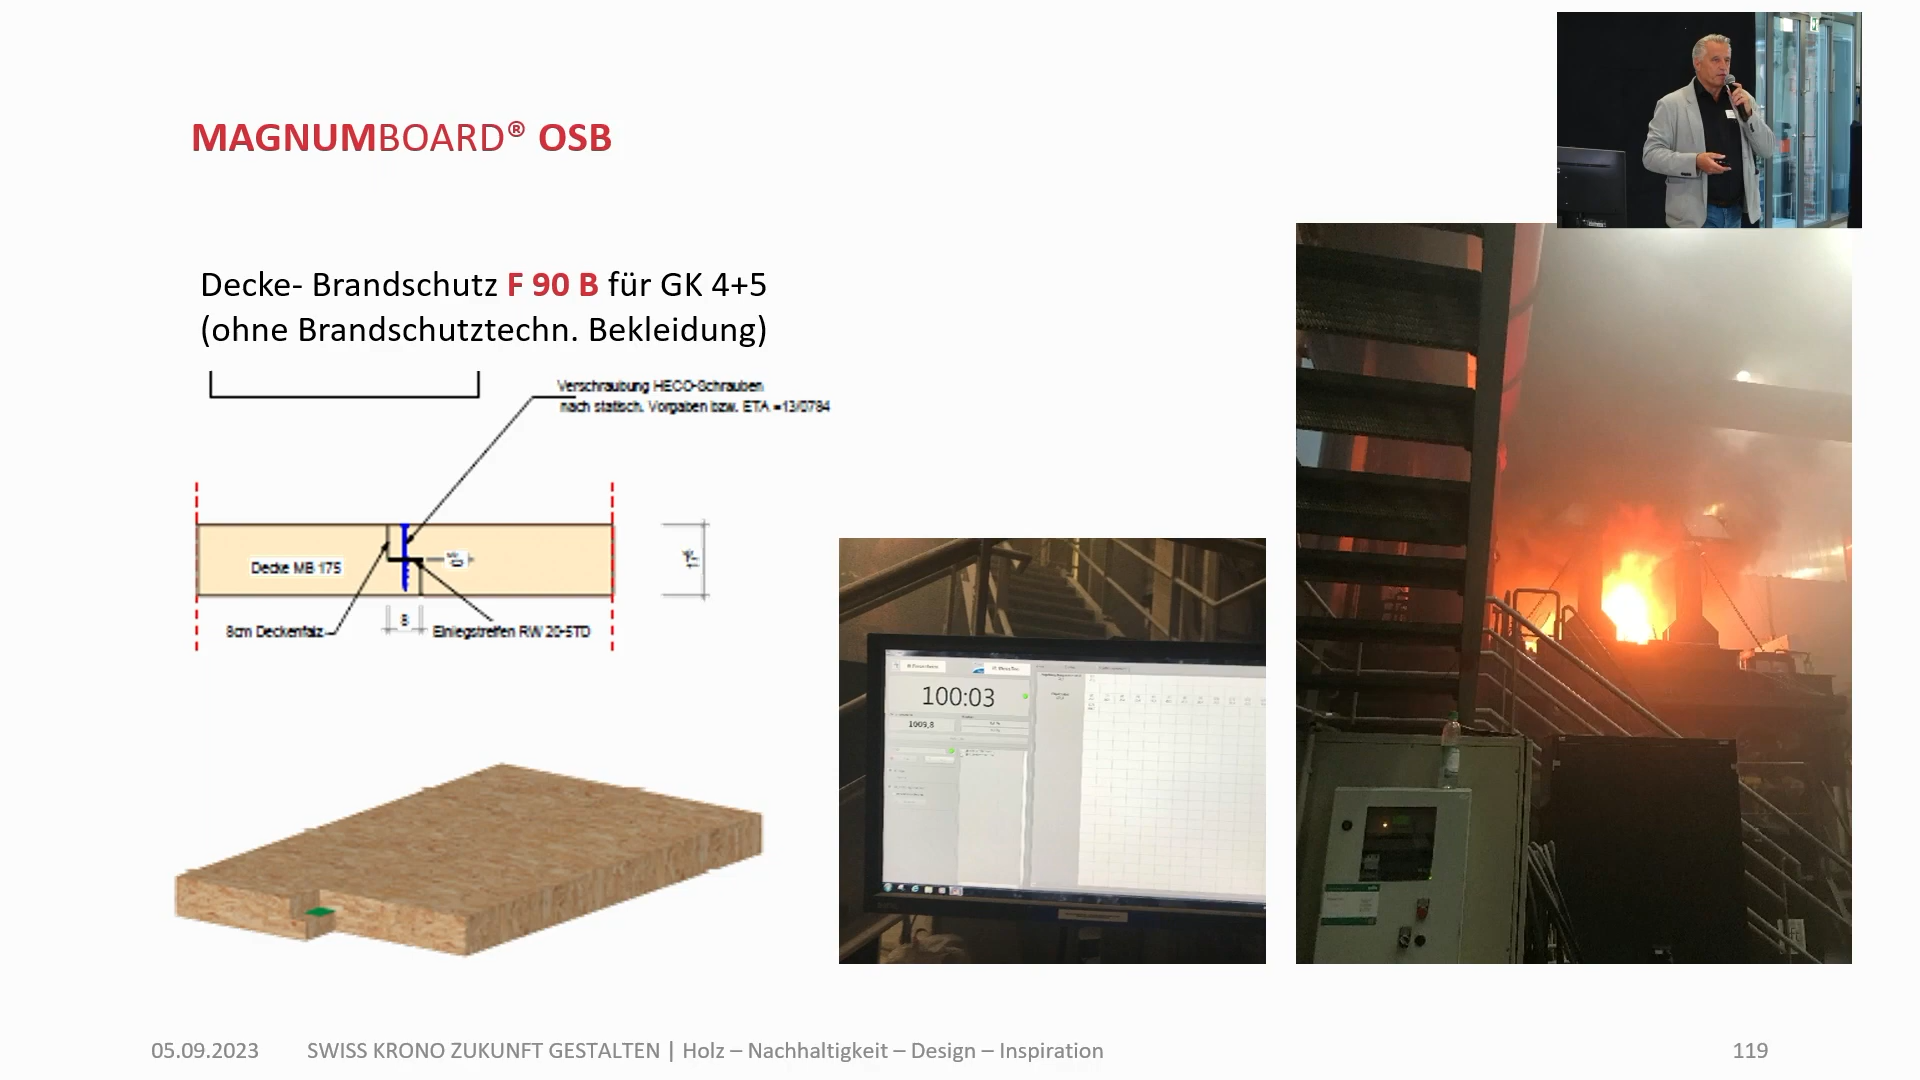 MAGNUMBOARD® OSB
Decke- Brandschutz F 90 B für GK 4+5
(ohne Brandschutztechn. Bekleidung)
Verschraubung HECO-Schrauben
nach statisch. Vorgaben bzw. ETA =13/0784
Decke MB 175
8
8cm Deckenfalz
Einlegstreifen RW 20-STD
100:03
1009,8
05.09.2023 SWISS KRONO ZUKUNFT GESTALTEN | Holz – Nachhaltigkeit – Design – Inspiration 119